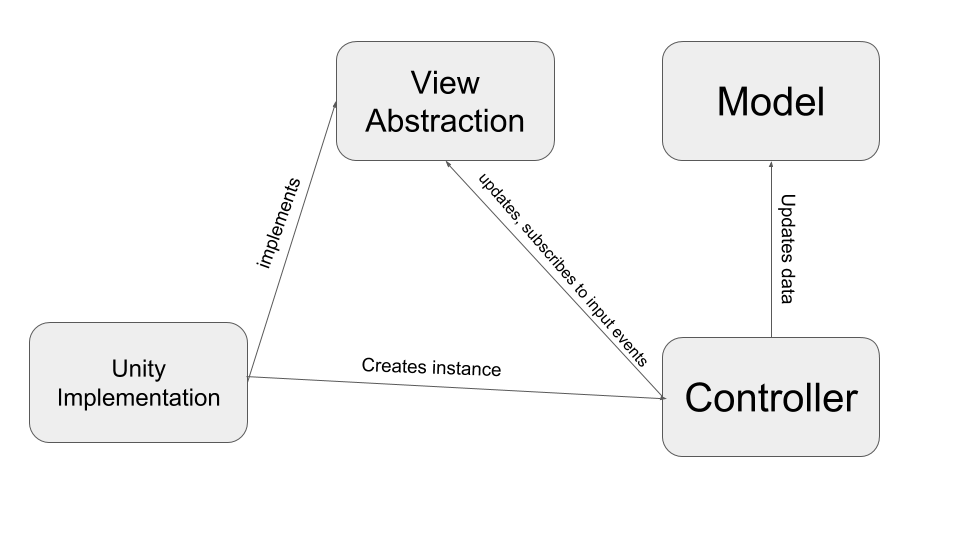 View
Abstraction
Model
implements
updates, subscribes to input events
Updates data
Unity
Implementation
Creates instance
Controller